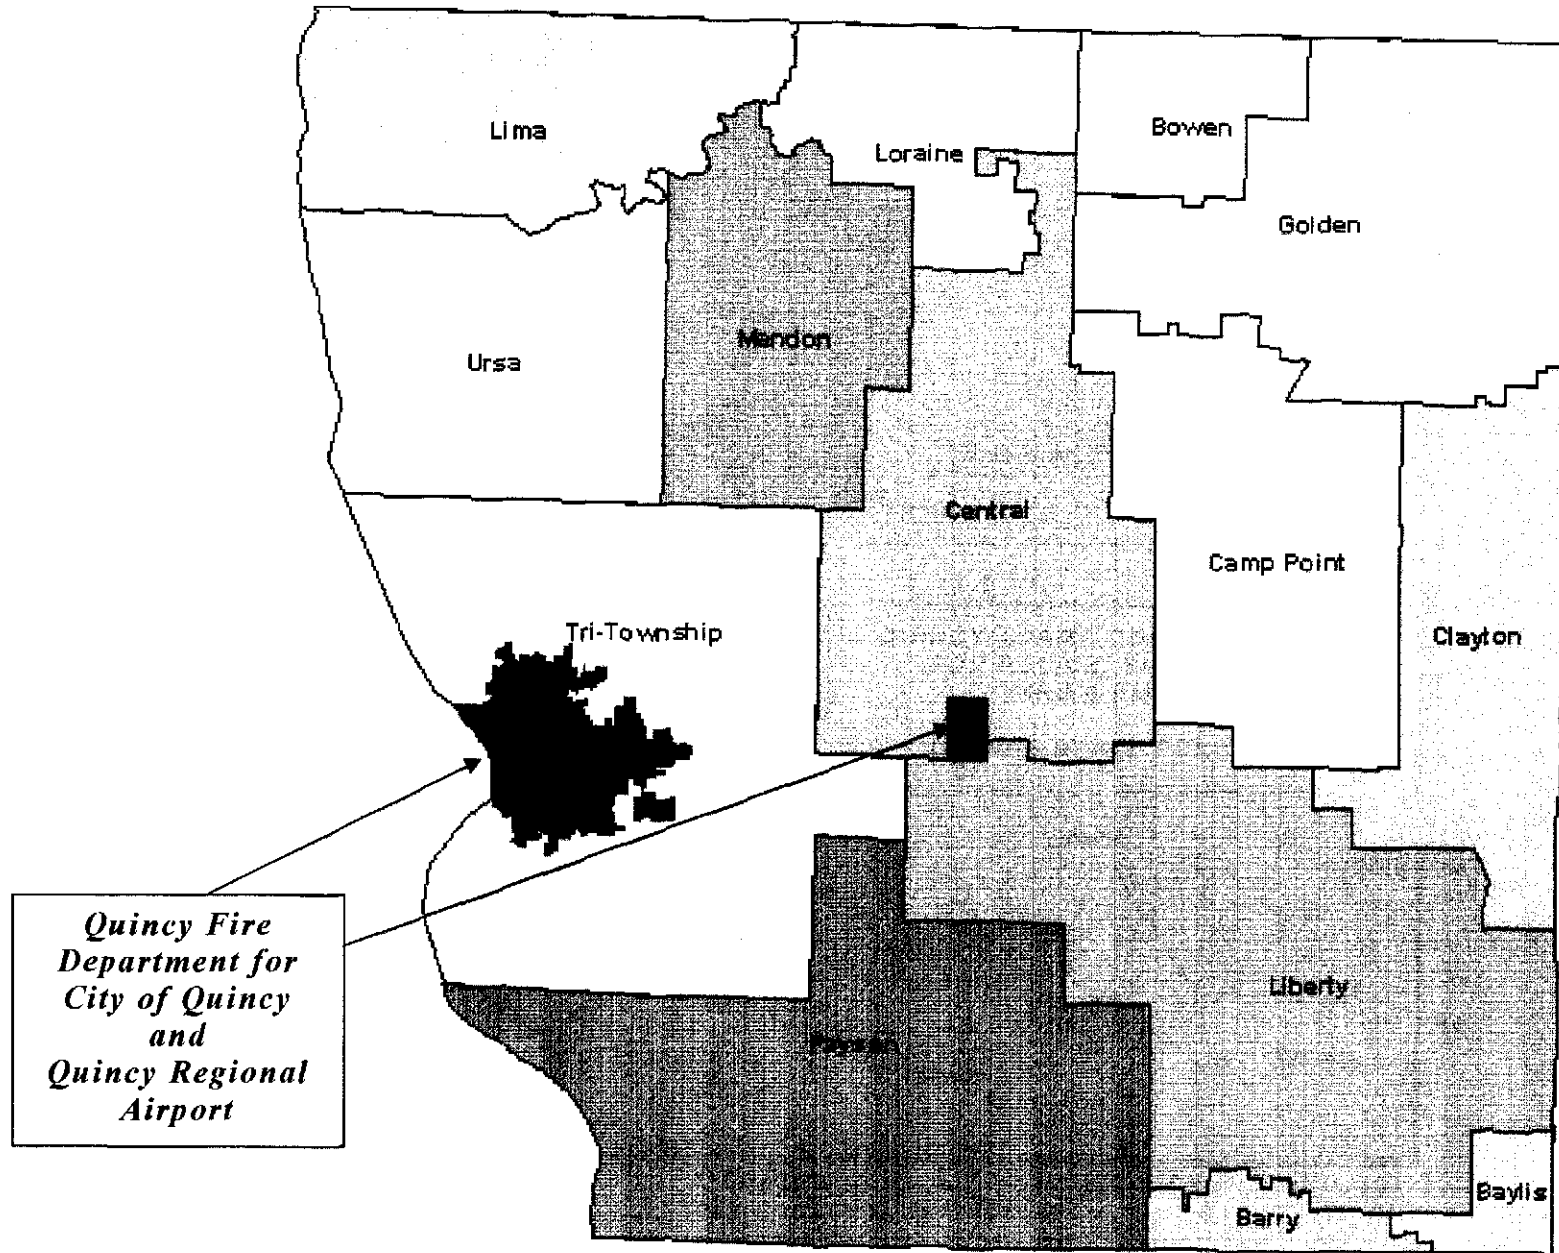 Lima
Bowen
Loraine
Golden
Mendon
Ursa
Central
Camp Point
Tri-Township
Clayton
Quincy Fire
Department for
City of Quincy
and
Quincy Regional
Airport
Liberty
Payson
Baylis
Barry